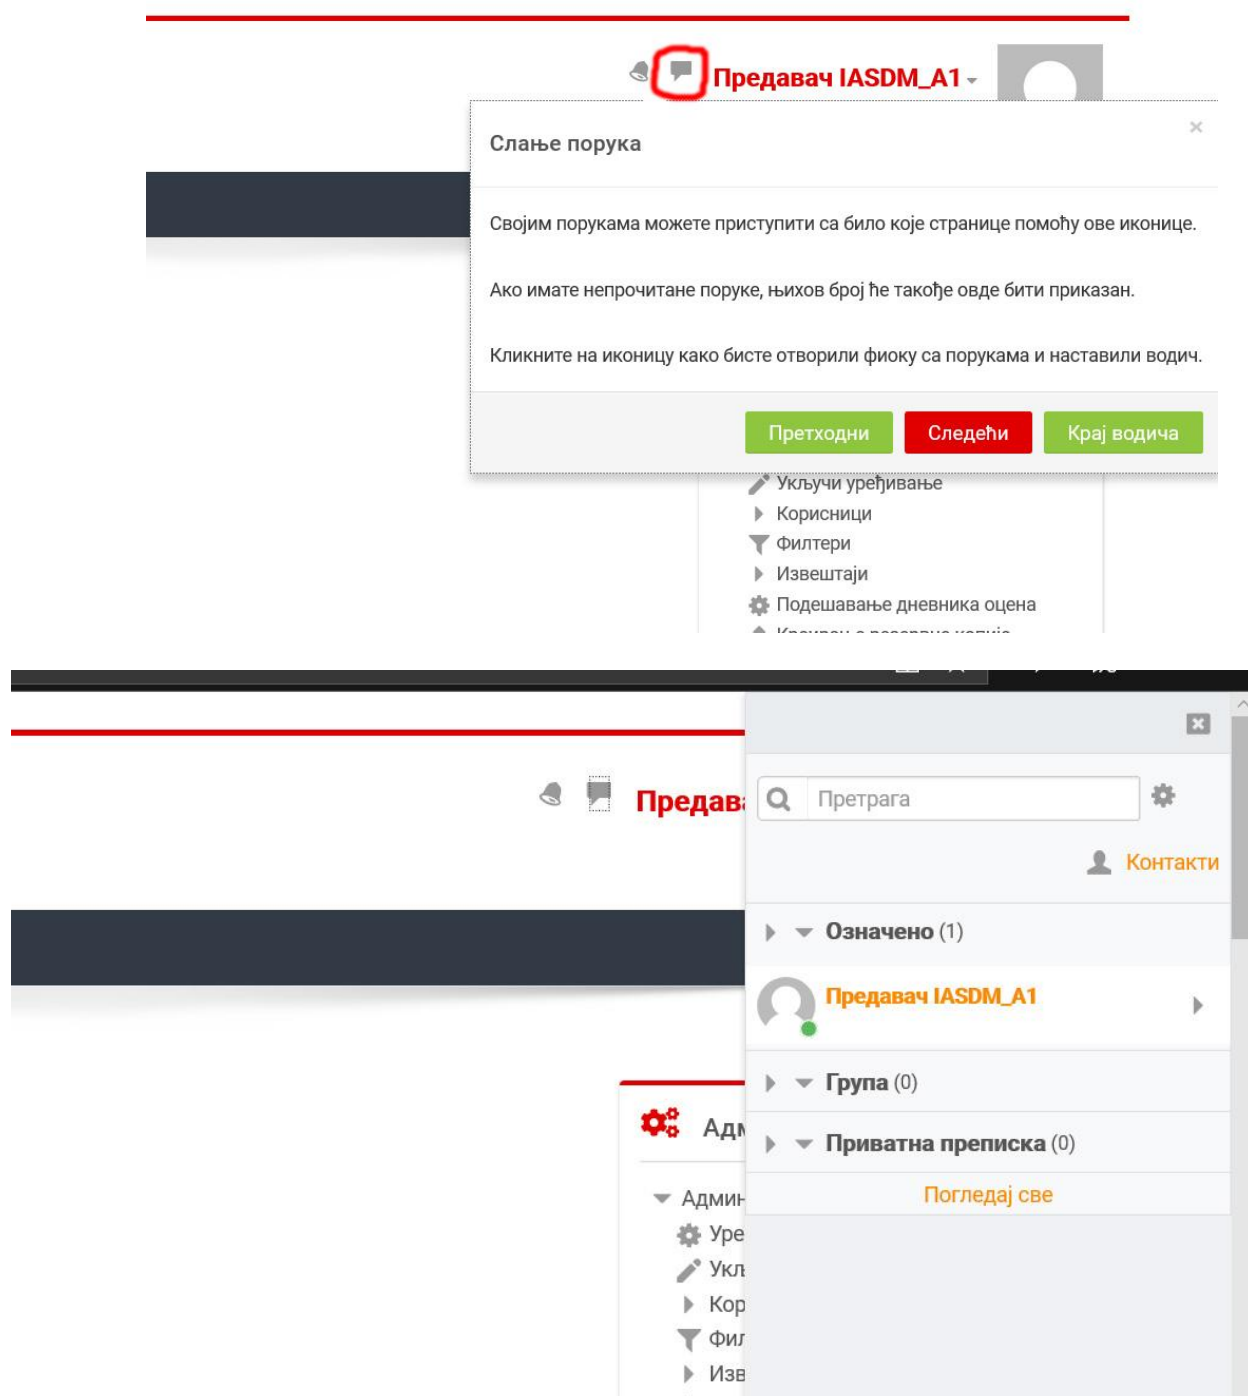 Предавач IASDM_A1
Слање порука
Својим порукама можете приступити са било које странице помоћу ове иконице.
Ако имате непрочитане поруке, њихов број ће такође овде бити приказан.
Кликните на иконицу како бисте отворили фиоку са порукама и наставили водич.
Претходни Следећи Крај водича
Укључи уређивање
Корисници
Филтери
Извештаји
Подешавање дневника оцена
Предава
Претрага
Контакти
Означено (1)
Предавач IASDM_A1
Група (0)
Приватна преписка (0)
Погледај све
Адм
Админ
Уре
Укљ
Кор
Фил
Изв